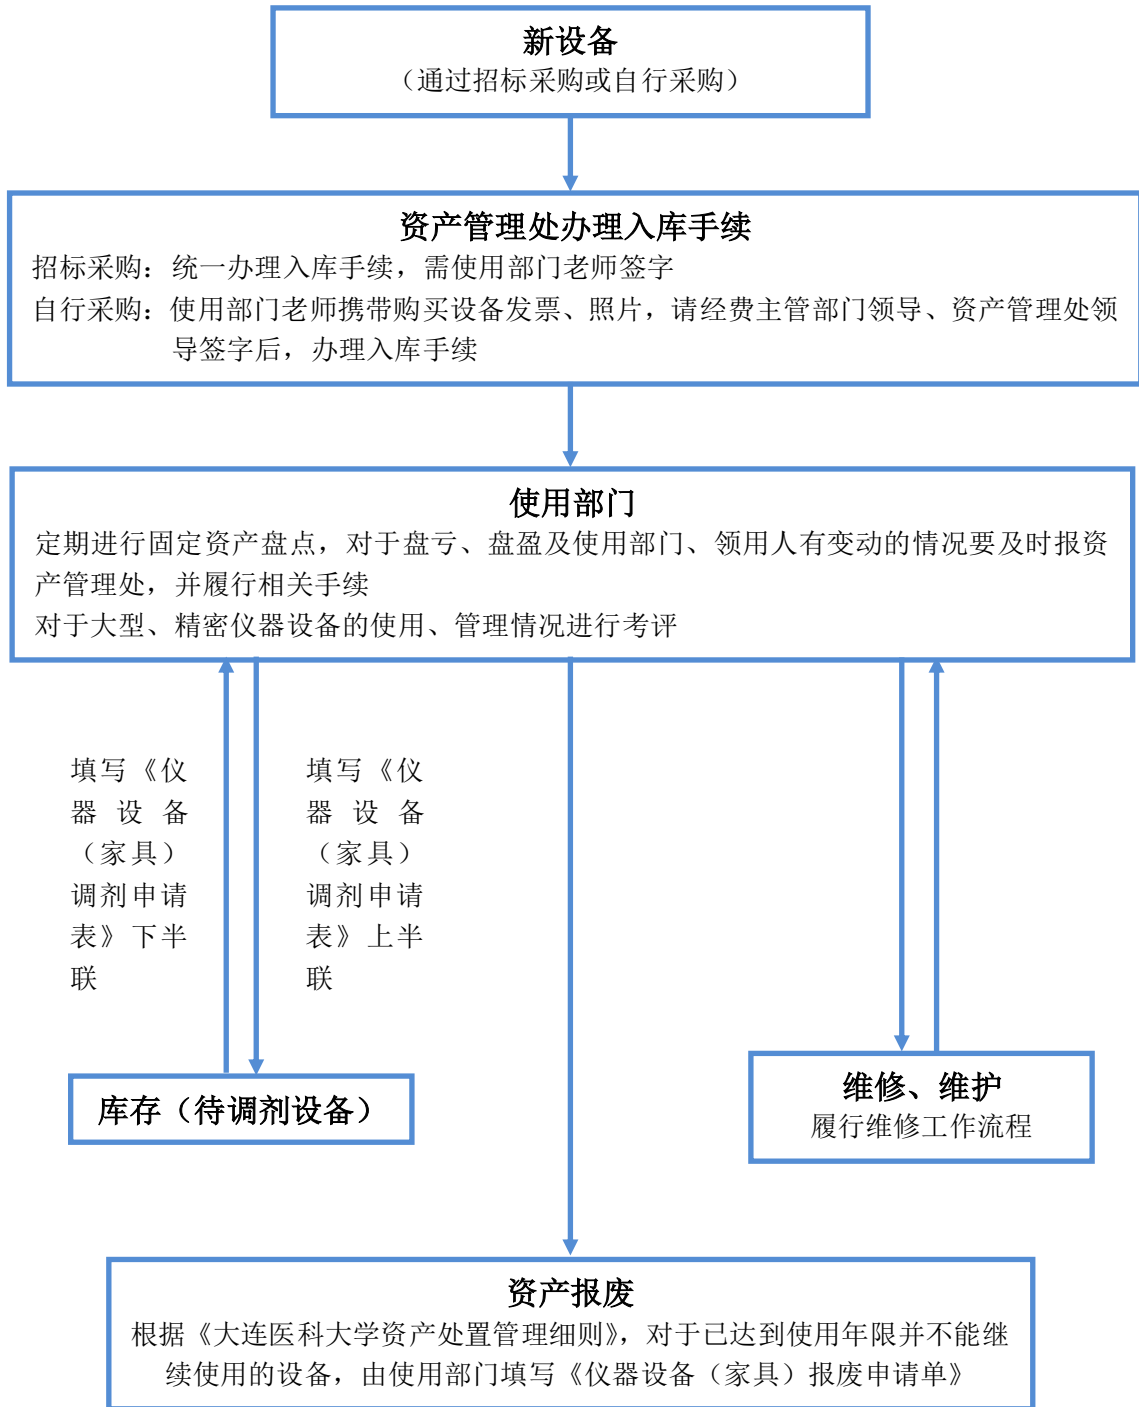 新设备
（通过招标采购或自行采购）
资产管理处办理入库手续
招标采购：统一办理入库手续，需使用部门老师签字
自行采购：使用部门老师携带购买设备发票、照片，请经费主管部门领导、资产管理处领
导签字后，办理入库手续
使用部门
定期进行固定资产盘点，对于盘亏、盘盈及使用部门、领用人有变动的情况要及时报资
产管理处，并履行相关手续
对于大型、精密仪器设备的使用、管理情况进行考评
填写《仪
器设备
（家具）
调剂申请
表》下半
联
填写《仪
器设备
（家具）
调剂申请
表》上半
联
库存（待调剂设备）
维修、维护
履行维修工作流程
资产报废
根据《大连医科大学资产处置管理细则》，对于已达到使用年限并不能继
续使用的设备，由使用部门填写《仪器设备（家具）报废申请单》